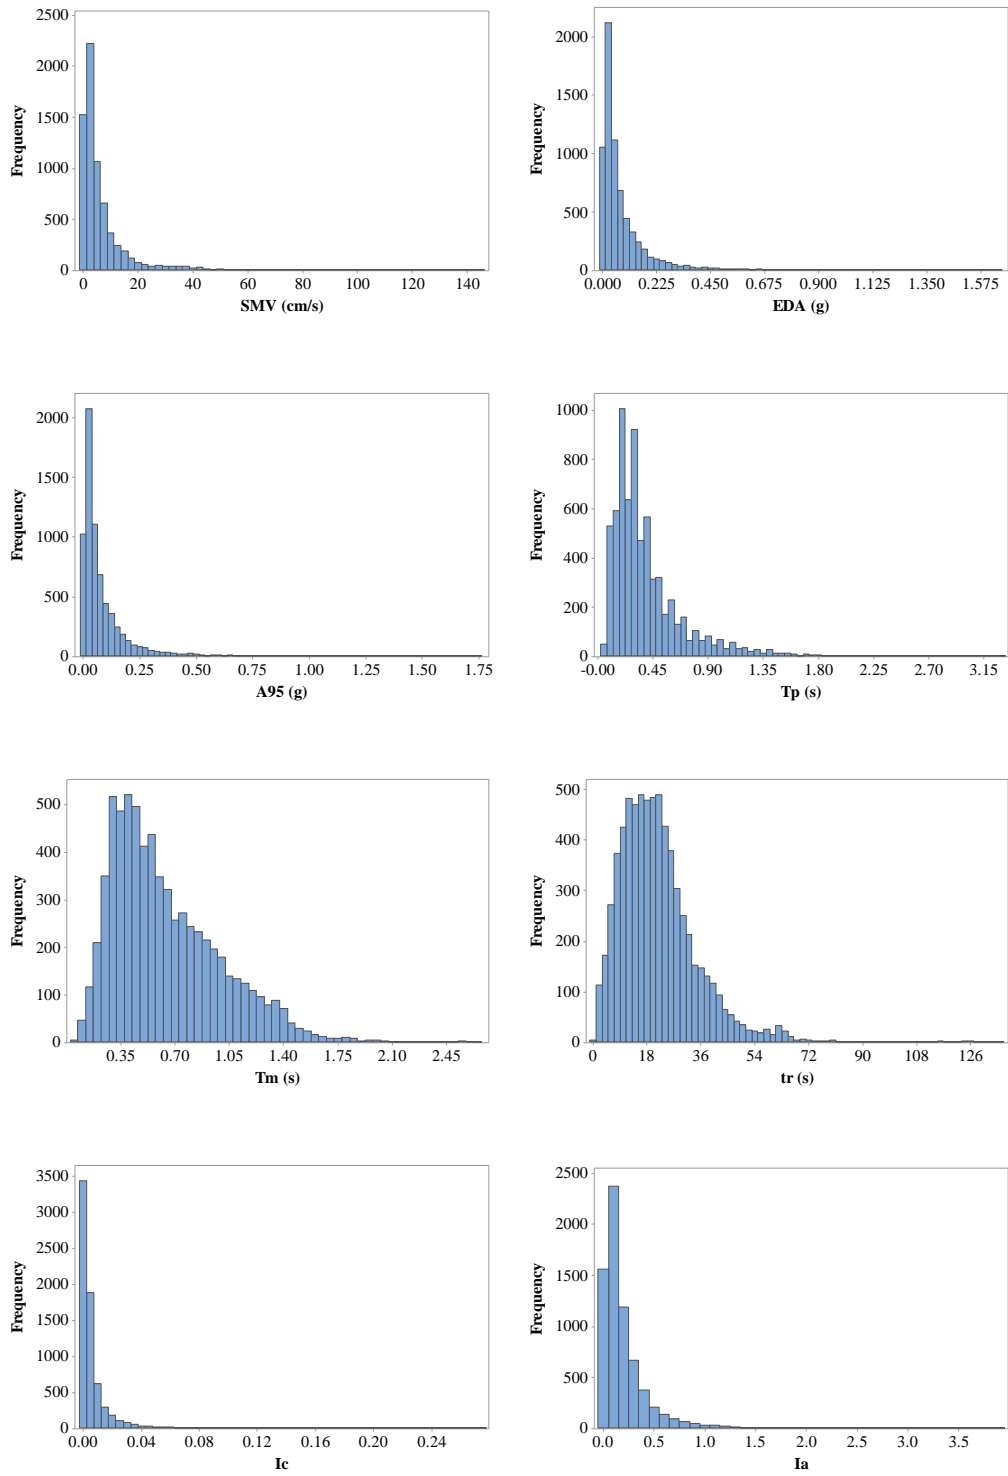 2500
2000
1500
1000
500
0
Frequency
0 20 40 60 80 100 120 140
SMV (cm/s)
2000
1500
1000
500
0
Frequency
0.000 0.225 0.450 0.675 0.900 1.125 1.350 1.575
EDA (g)
2000
1500
1000
500
0
Frequency
0.00 0.25 0.50 0.75 1.00 1.25 1.50 1.75
A95 (g)
1000
800
600
400
200
0
Frequency
-0.00 0.45 0.90 1.35 1.80 2.25 2.70 3.15
Tp (s)
500
400
300
200
100
0
Frequency
0.35 0.70 1.05 1.40 1.75 2.10 2.45
Tm (s)
500
400
300
200
100
0
Frequency
0 18 36 54 72 90 108 126
tr (s)
3500
3000
2500
2000
1500
1000
500
0
Frequency
0.00 0.04 0.08 0.12 0.16 0.20 0.24
Ic
2500
2000
1500
1000
500
0
Frequency
0.0 0.5 1.0 1.5 2.0 2.5 3.0 3.5
Ia